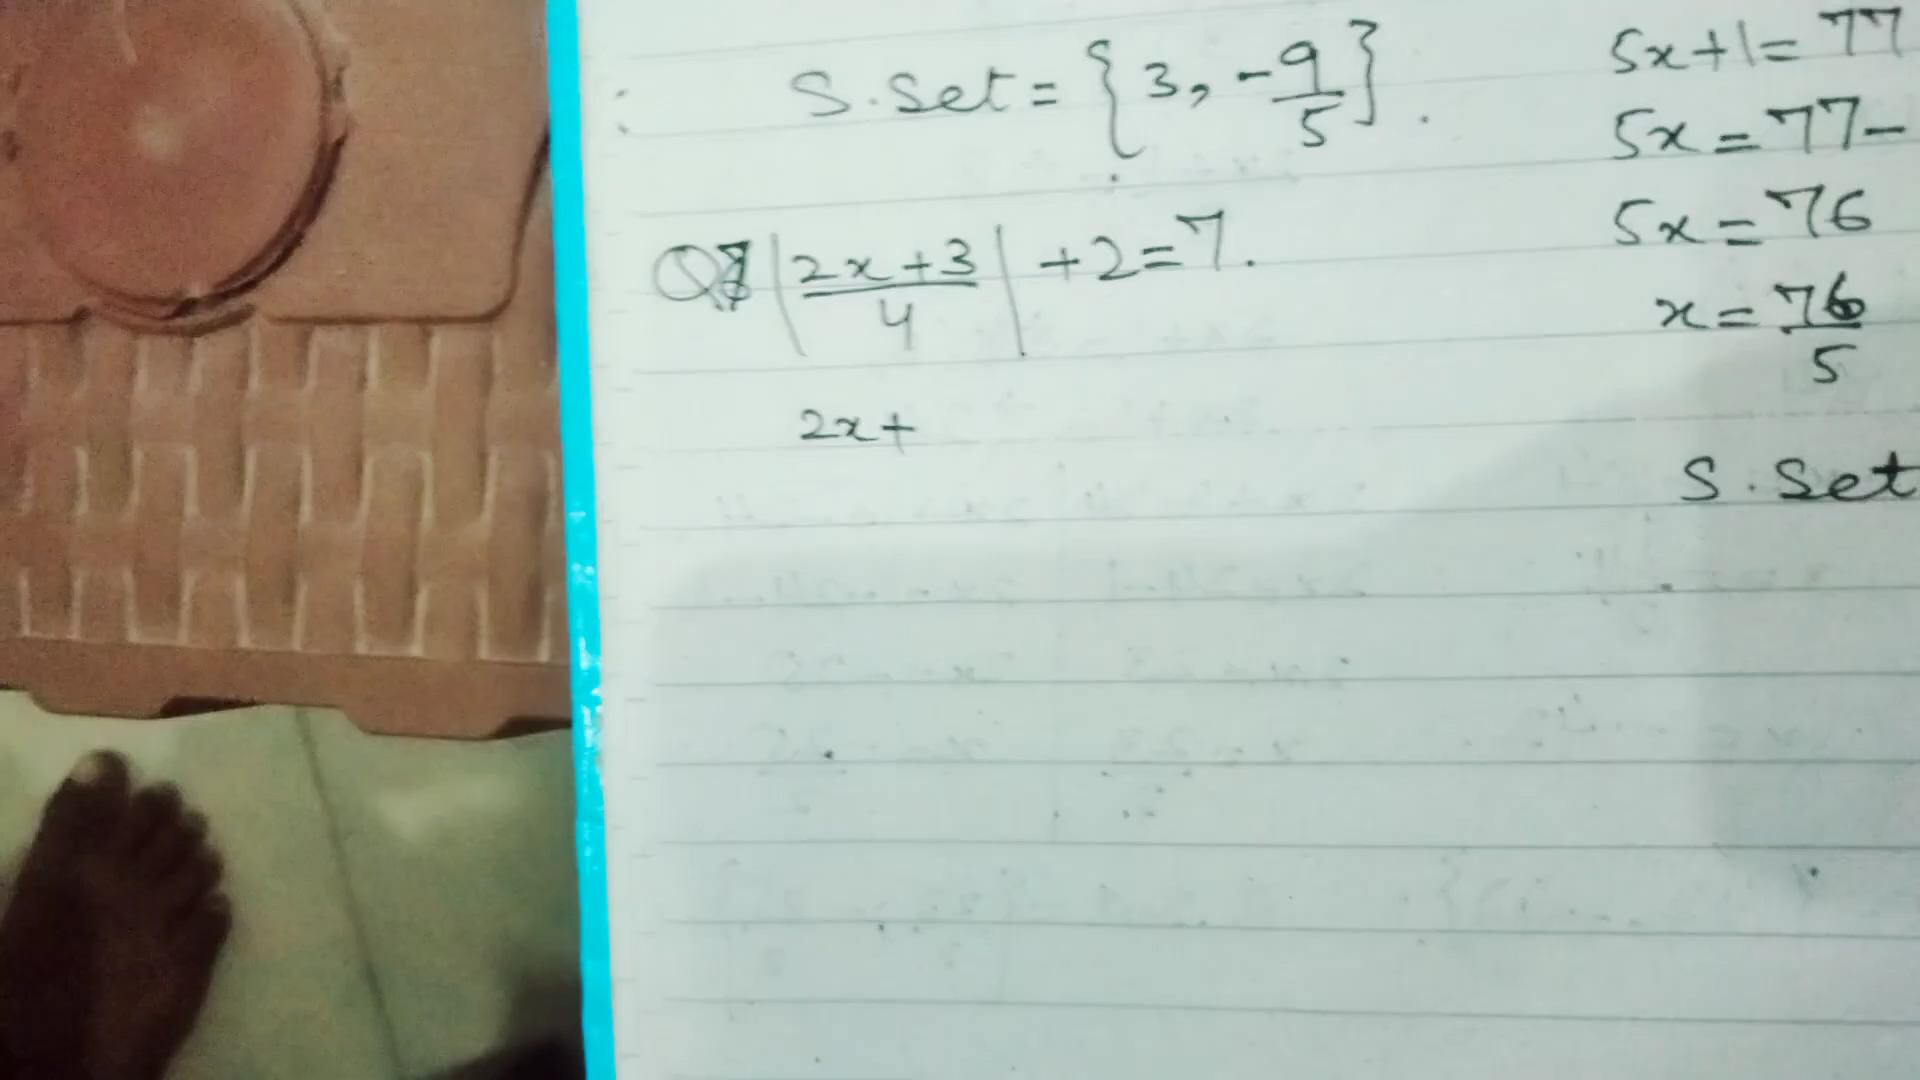 S.Set = {3, -9/5}.
Q7 |2x+3/4| +2=7.
2x+
5x+1=77
5x=77-
5x=76
x=76/5
S.Set